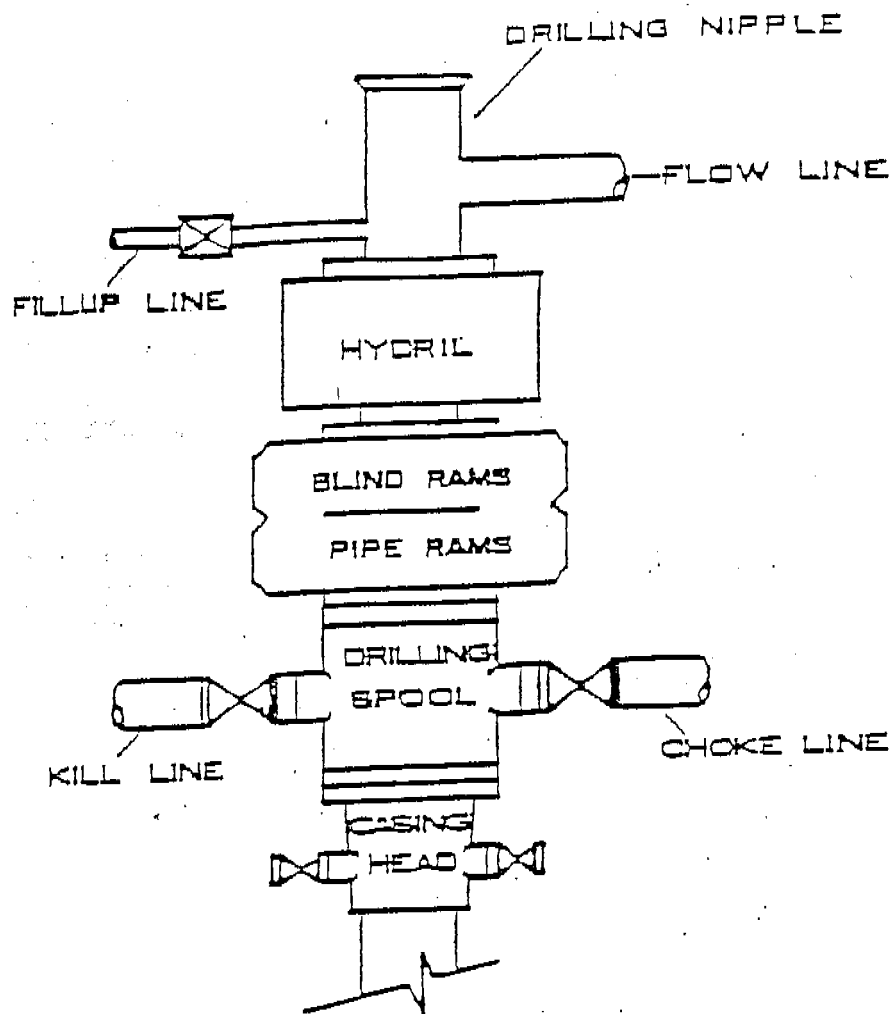 DRILLING NIPPLE
FLOW LINE
FILLUP LINE
HYDRIL
BLIND RAMS
PIPE RAMS
DRILLING
SPOOL
KILL LINE
CHOKE LINE
CASING
HEAD